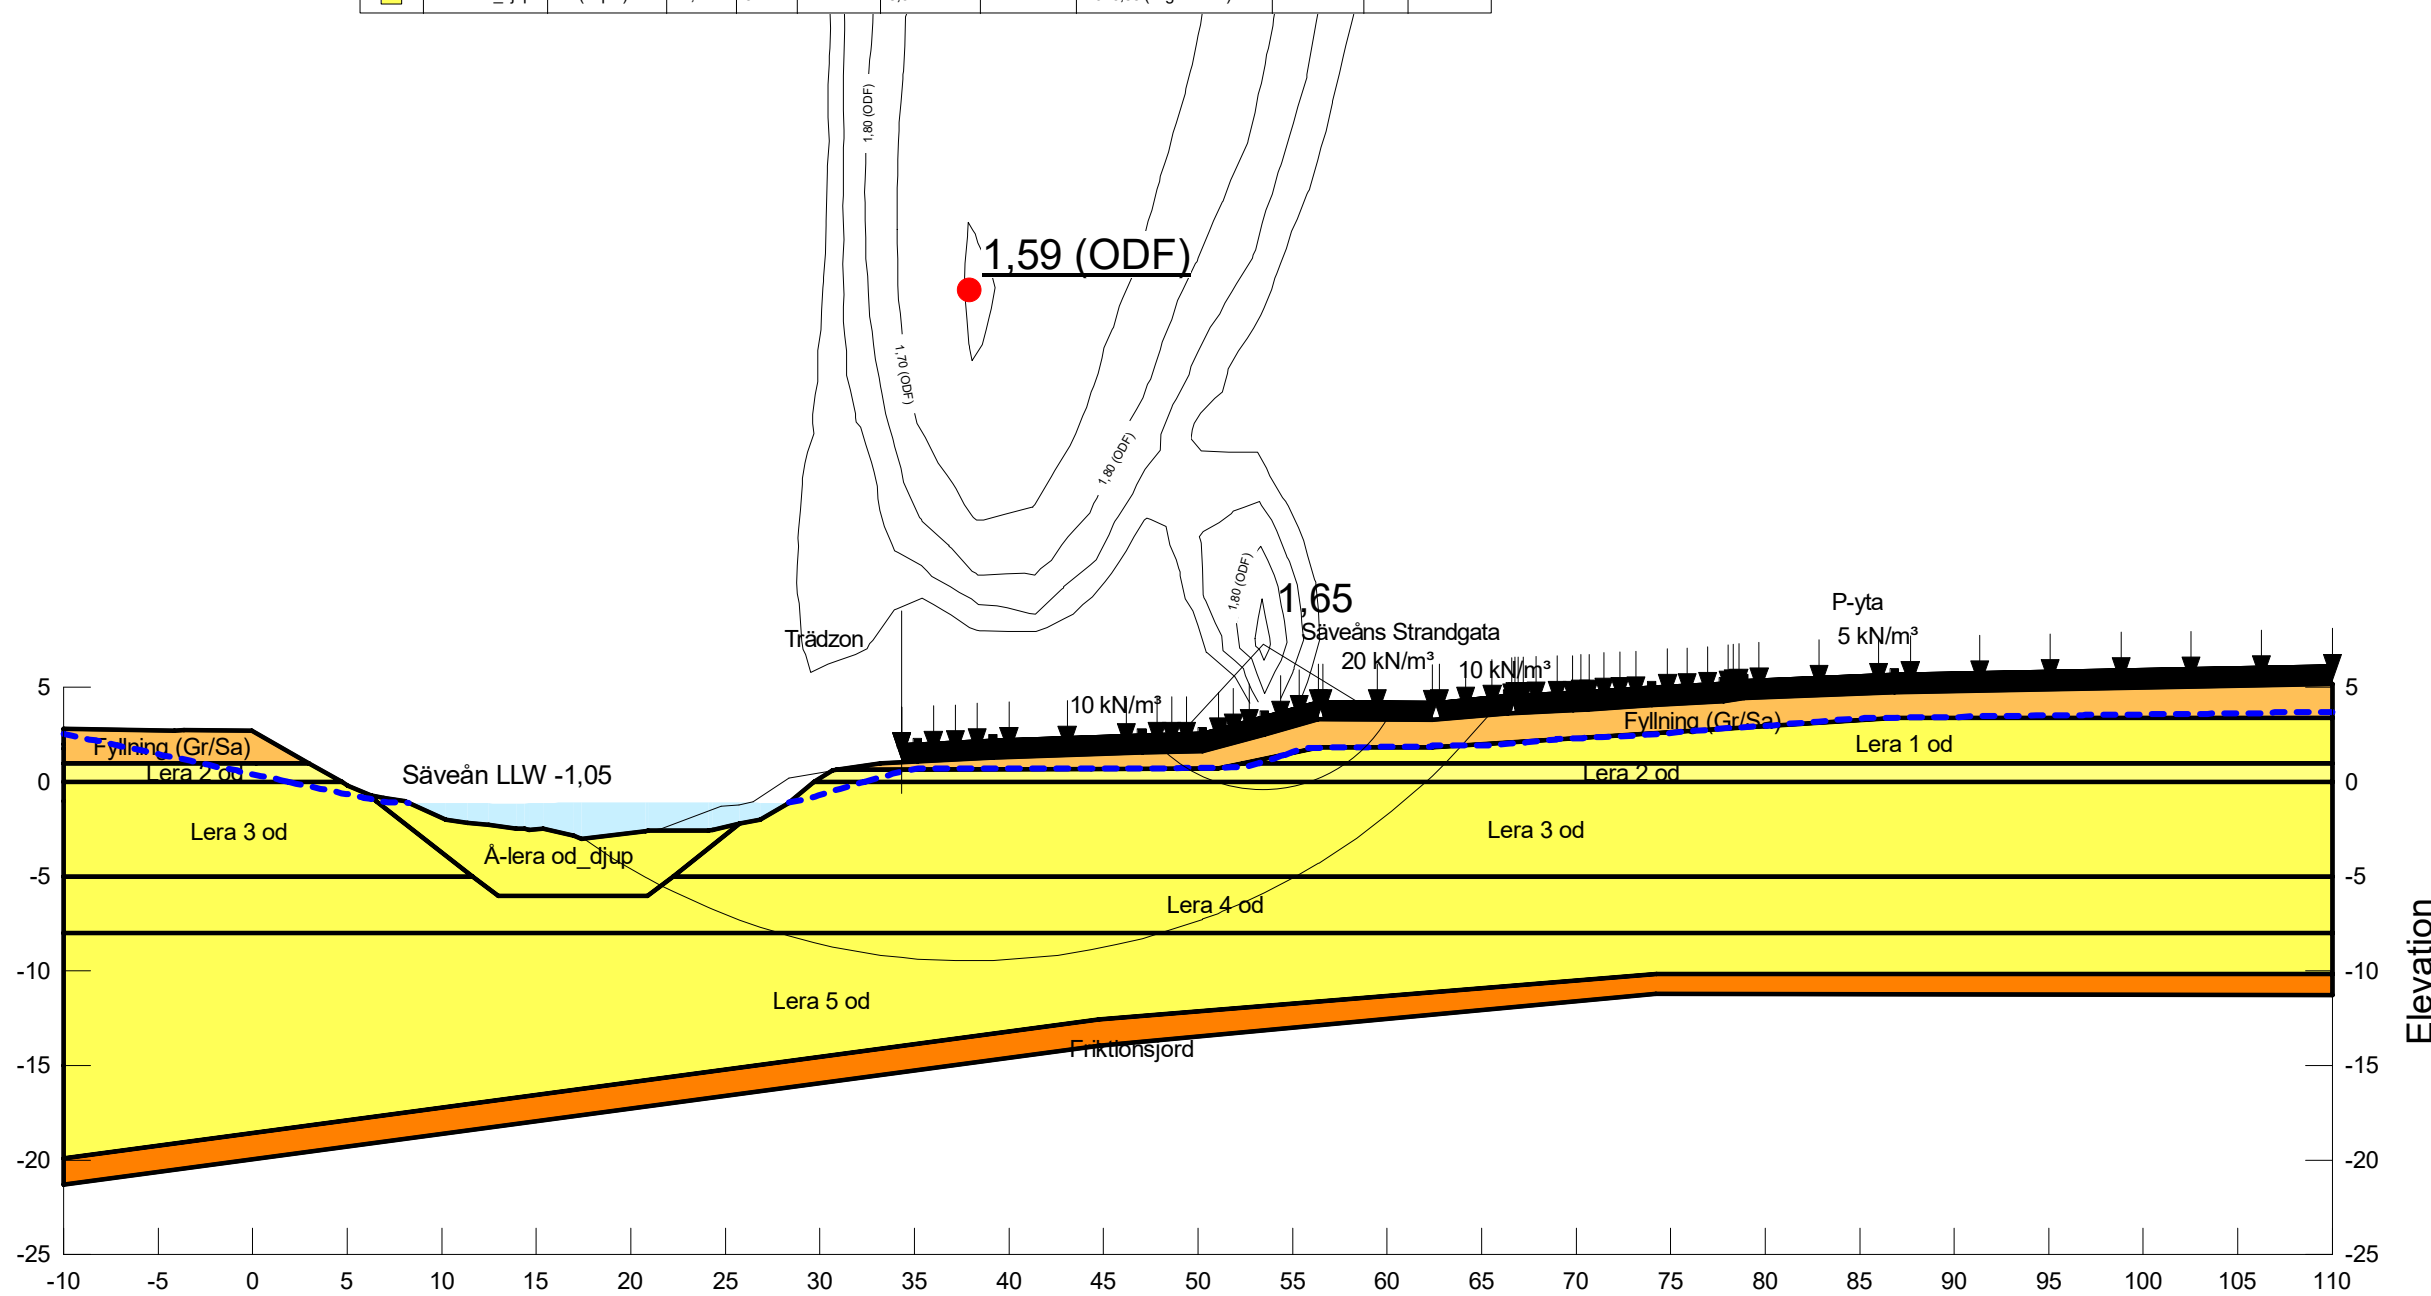 1,80 (ODF)
1,59 (ODF)
1,70 (ODF)
1,80 (ODF)
1,80 (ODF)
1,65
Trädzon
Säveåns Strandgata
20 kN/m³
10 kN/m³
10 kN/m³
P-yta
5 kN/m³
Fyllning (Gr/Sa)
Lera 2 od
Säveån LLW -1,05
Lera 3 od
Å-lera od_djup
Fyllning (Gr/Sa)
Lera 1 od
Lera 2 od
Lera 3 od
Lera 4 od
Lera 5 od
Friktionsjord
5
0
-5
-10
-15
-20
-25
5
0
-5
-10
-15
-20
-25
Elevation
-10 -5 0 5 10 15 20 25 30 35 40 45 50 55 60 65 70 75 80 85 90 95 100 105 110